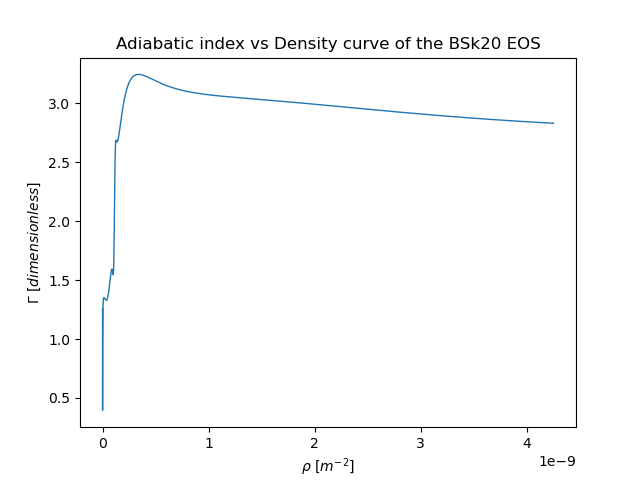 Adiabatic index vs Density curve of the BSk20 EOS
3.0
2.5
2.0
1.5
1.0
0.5
Γ [dimensionless]
0 1 2 3 4
1e−9
ρ [m⁻²]